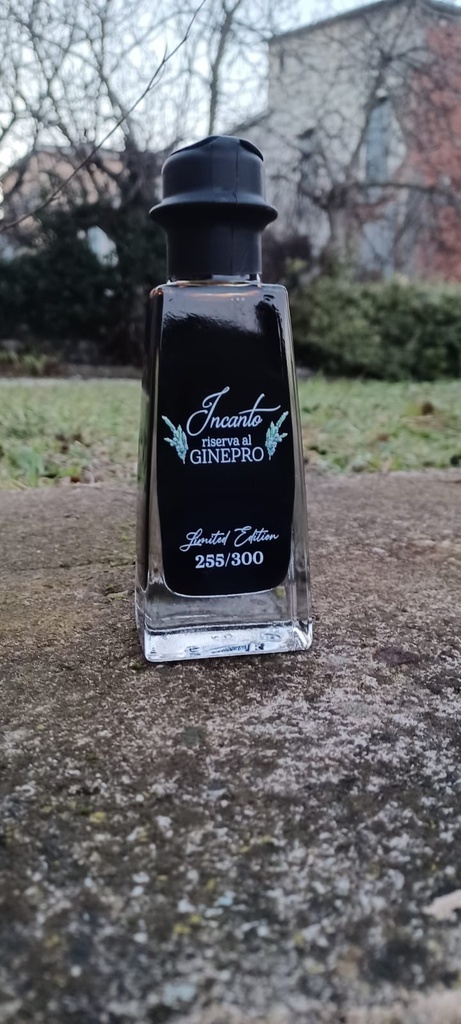 Incanto
riserva al
GINEPRO
Limited Edition
255/300